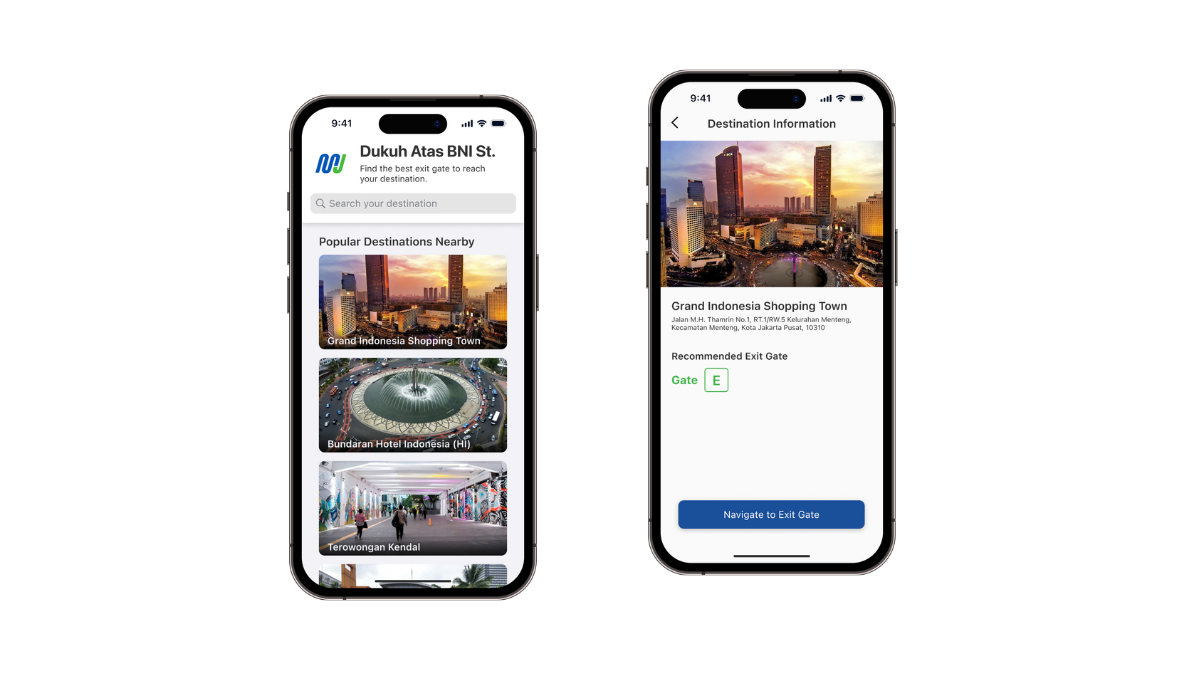 9:41
Dukuh Atas BNI St.
Find the best exit gate to reach
your destination.
Search your destination
Popular Destinations Nearby
Grand Indonesia Shopping Town
Bundaran Hotel Indonesia (HI)
Terowongan Kendal
9:41
Destination Information
Grand Indonesia Shopping Town
Jalan M.H. Thamrin No.1, RT.1/RW.5 Kelurahan Menteng,
Kecamatan Menteng, Kota Jakarta Pusat, 10310
Recommended Exit Gate
Gate E
Navigate to Exit Gate